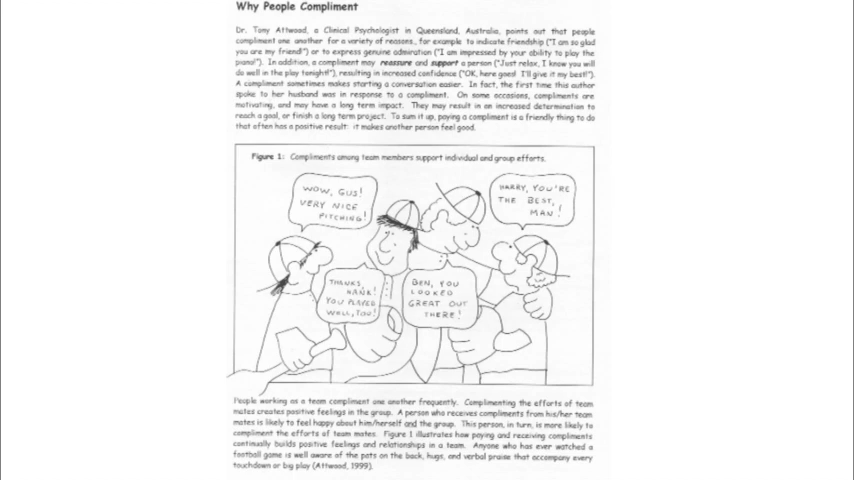 Why People Compliment
Dr. Tony Attwood, a Clinical Psychologist in Queensland, Australia, points out that people
compliment one another for a variety of reasons, for example to indicate friendship ("I am so glad
you are my friend!") or to express genuine admiration ("I am impressed by your ability to play the
piano!"). In addition, a compliment may reassure and support a person ("Just relax, I know you will
do well in the play tonight!"), resulting in increased confidence ("OK, here goes! I'll give it my best!").
A compliment sometimes makes starting a conversation easier. In fact, the first time this author
spoke to her husband was in response to a compliment. On some occasions, compliments are
motivating, and may have a long term impact. They may result in an increased determination to
reach a goal, or finish a long term project. To sum it up, paying a compliment is a friendly thing to do
that often has a positive result: it makes another person feel good.
Figure 1: Compliments among team members support individual and group efforts.
WOW, GUS!
VERY NICE
PITCHING!
HARRY, YOU'RE
THE BEST,
MAN!
THANKS,
HANK!
YOU PLAYED
WELL, TOO!
BEN, YOU
LOOKED
GREAT OUT
THERE!
People working as a team compliment one another frequently. Complimenting the efforts of team
mates creates positive feelings in the group. A person who receives compliments from his/her team
mates is likely to feel happy about him/herself and the group. This person, in turn, is more likely to
compliment the efforts of team mates. Figure 1 illustrates how paying and receiving compliments
continually builds positive feelings and relationships in a team. Anyone who has ever watched a
football game is well aware of the pats on the back, hugs, and verbal praise that accompany every
touchdown or big play (Attwood, 1999).